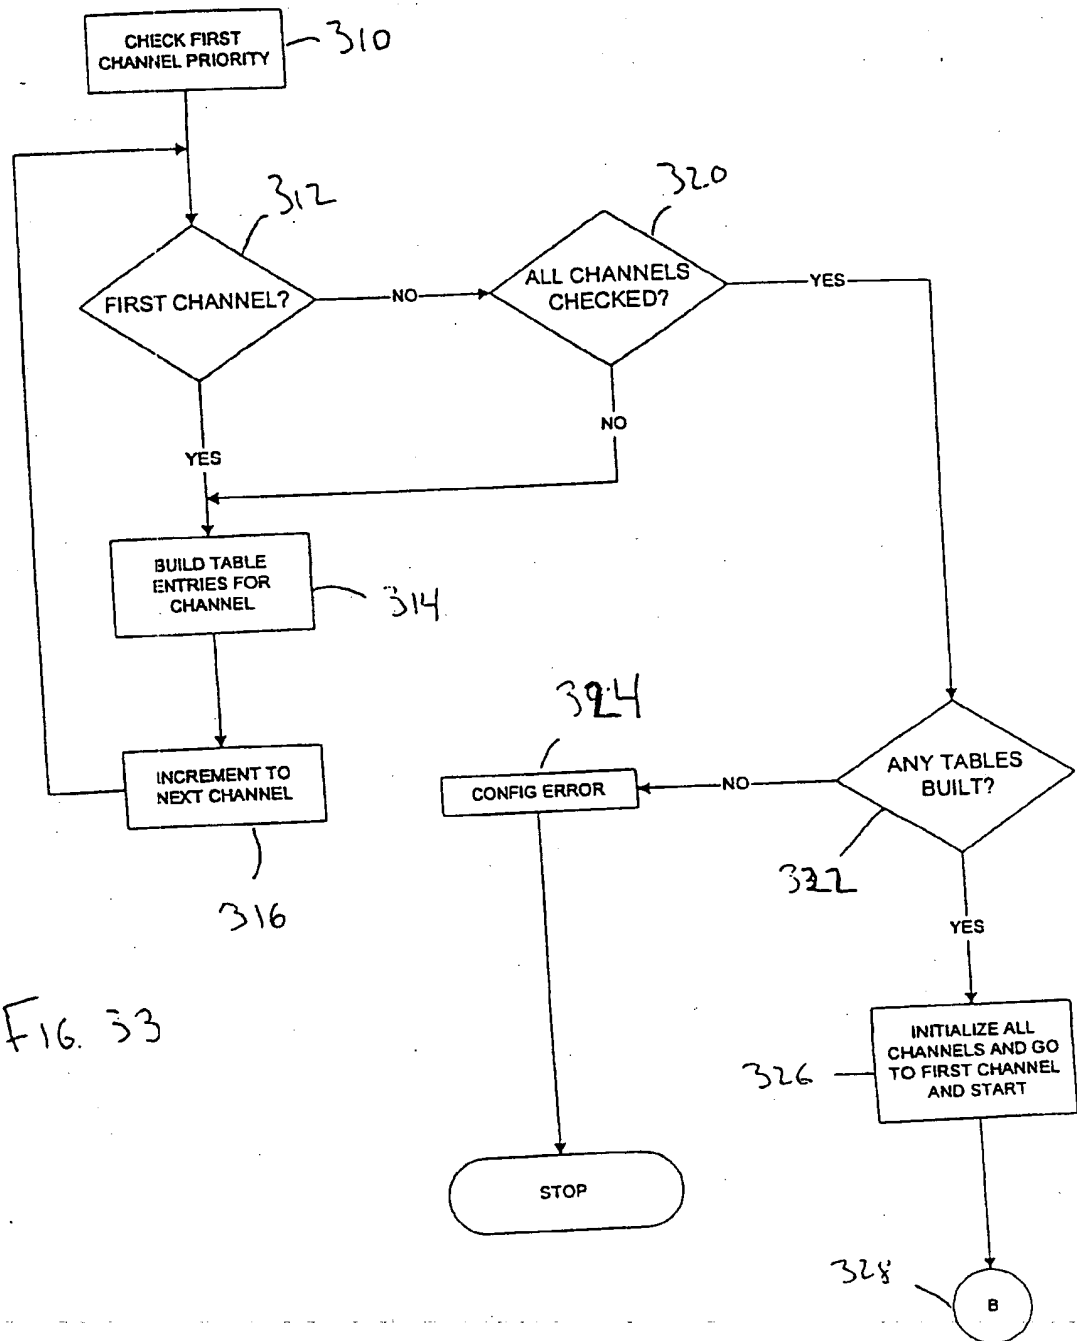 CHECK FIRST
CHANNEL PRIORITY
310
312
FIRST CHANNEL?
NO
320
ALL CHANNELS
CHECKED?
YES
NO
YES
BUILD TABLE
ENTRIES FOR
CHANNEL
314
INCREMENT TO
NEXT CHANNEL
316
324
CONFIG ERROR
NO
ANY TABLES
BUILT?
322
YES
INITIALIZE ALL
CHANNELS AND GO
TO FIRST CHANNEL
AND START
326
FIG. 33
STOP
328
B